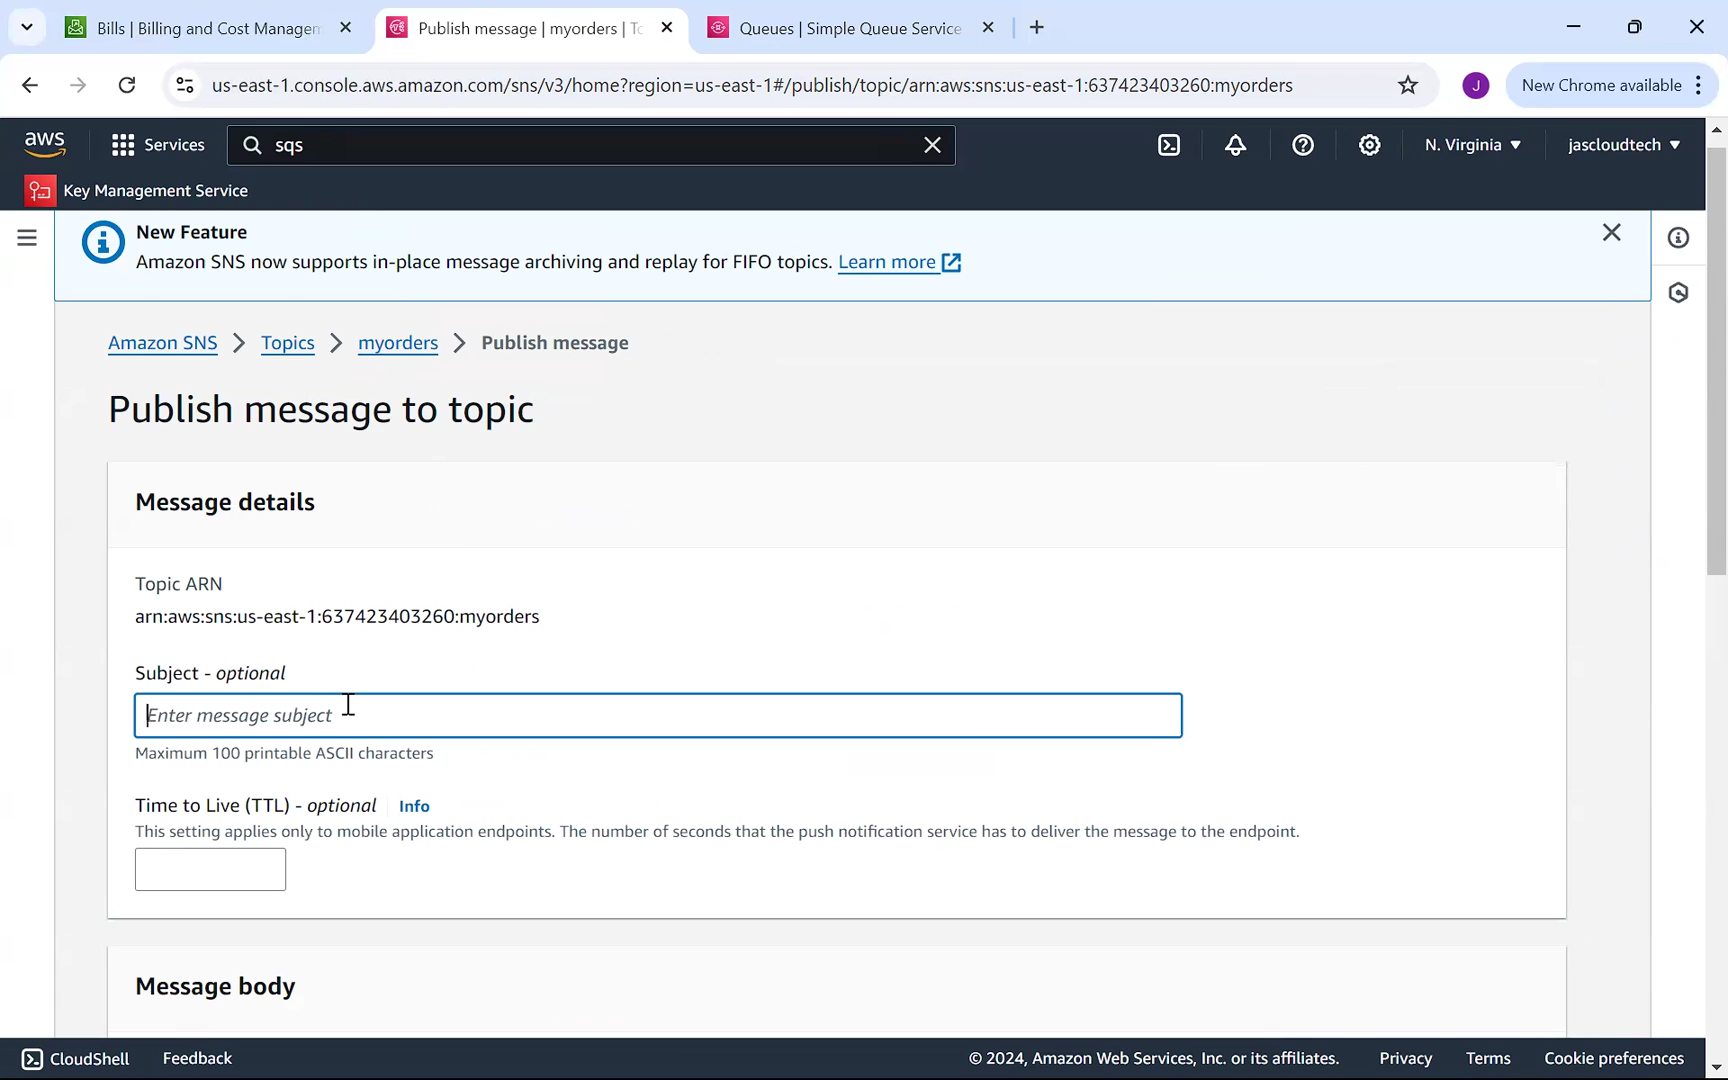 Bills | Billing and Cost Managem
Publish message | myorders | To
Queues | Simple Queue Service
us-east-1.console.aws.amazon.com/sns/v3/home?region=us-east-1#/publish/topic/arn:aws:sns:us-east-1:637423403260:myorders
J
New Chrome available
aws
Services
sqs
N. Virginia
jascloudtech
Key Management Service
New Feature
Amazon SNS now supports in-place message archiving and replay for FIFO topics. Learn more
Amazon SNS
Topics
myorders
Publish message
Publish message to topic
Message details
Topic ARN
arn:aws:sns:us-east-1:637423403260:myorders
Subject - optional
Enter message subject
Maximum 100 printable ASCII characters
Time to Live (TTL) - optional
Info
This setting applies only to mobile application endpoints. The number of seconds that the push notification service has to deliver the message to the endpoint.
Message body
CloudShell
Feedback
© 2024, Amazon Web Services, Inc. or its affiliates.
Privacy
Terms
Cookie preferences